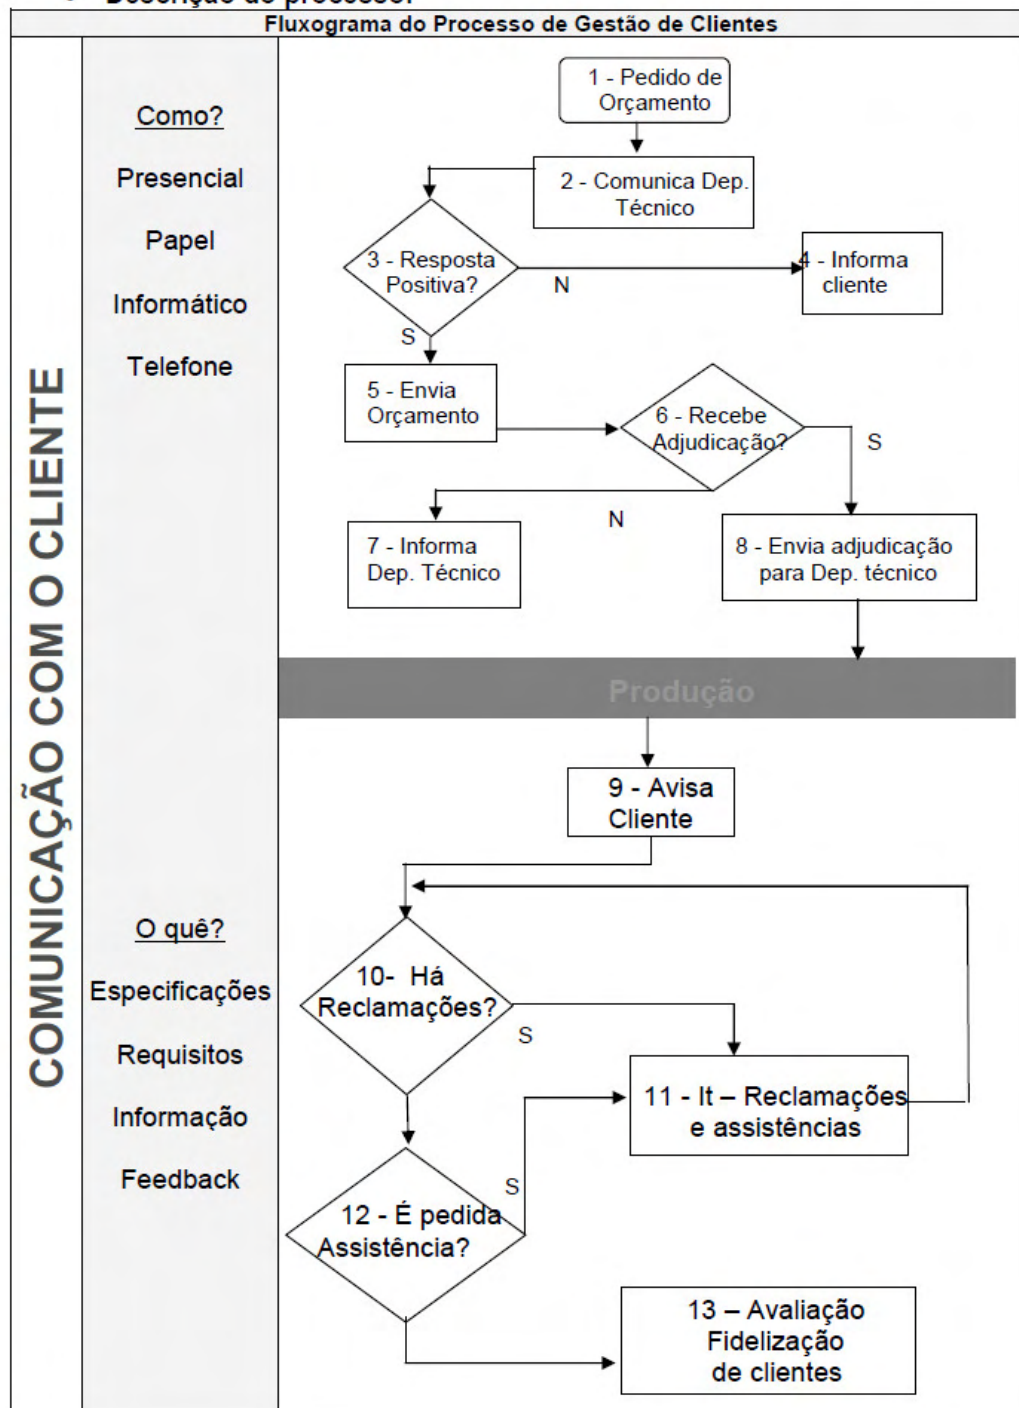 Descrição do processo:
Fluxograma do Processo de Gestão de Clientes
COMUNICAÇÃO COM O CLIENTE
Como?
Presencial
Papel
Informático
Telefone
O quê?
Especificações
Requisitos
Informação
Feedback
1 - Pedido de
Orçamento
2 - Comunica Dep.
Técnico
3 - Resposta
Positiva?
N
4 - Informa
cliente
S
5 - Envia
Orçamento
6 - Recebe
Adjudicação?
S
N
7 - Informa
Dep. Técnico
8 - Envia adjudicação
para Dep. técnico
Produção
9 - Avisa
Cliente
10- Há
Reclamações?
S
11 - It – Reclamações
e assistências
S
12 - É pedida
Assistência?
13 – Avaliação
Fidelização
de clientes